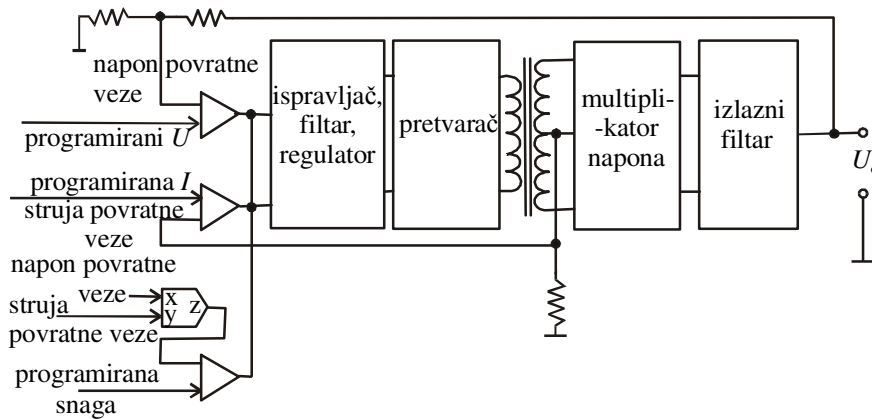 napon povratne
veze
programirani U
programirana I
struja povratne
veze
napon povratne
veze
struja
povratne veze
x
y
z
programirana
snaga
ispravljač,
filtar,
regulator
pretvarač
multipli-
-kator
napona
izlazni
filtar